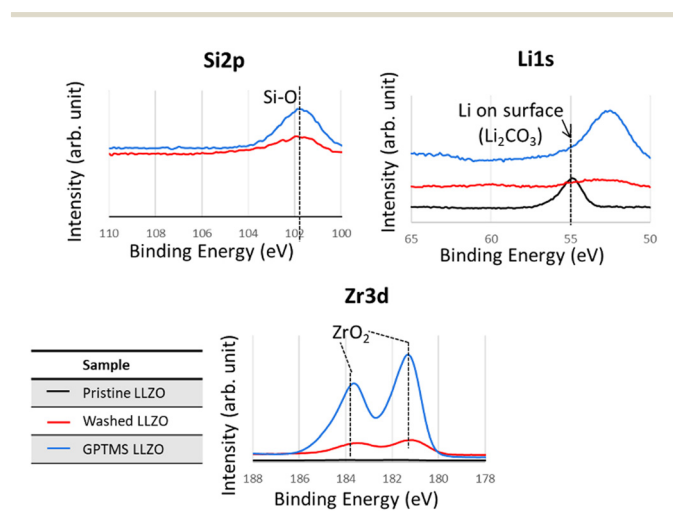 Si2p
Intensity (arb. unit)
Si-O
110 108 106 104 102 100
Binding Energy (eV)
Li1s
Intensity (arb. unit)
Li on surface
(Li₂CO₃)
65 60 55 50
Binding Energy (eV)
Zr3d
Intensity (arb. unit)
ZrO₂
188 186 184 182 180 178
Binding Energy (eV)
Sample
Pristine LLZO
Washed LLZO
GPTMS LLZO